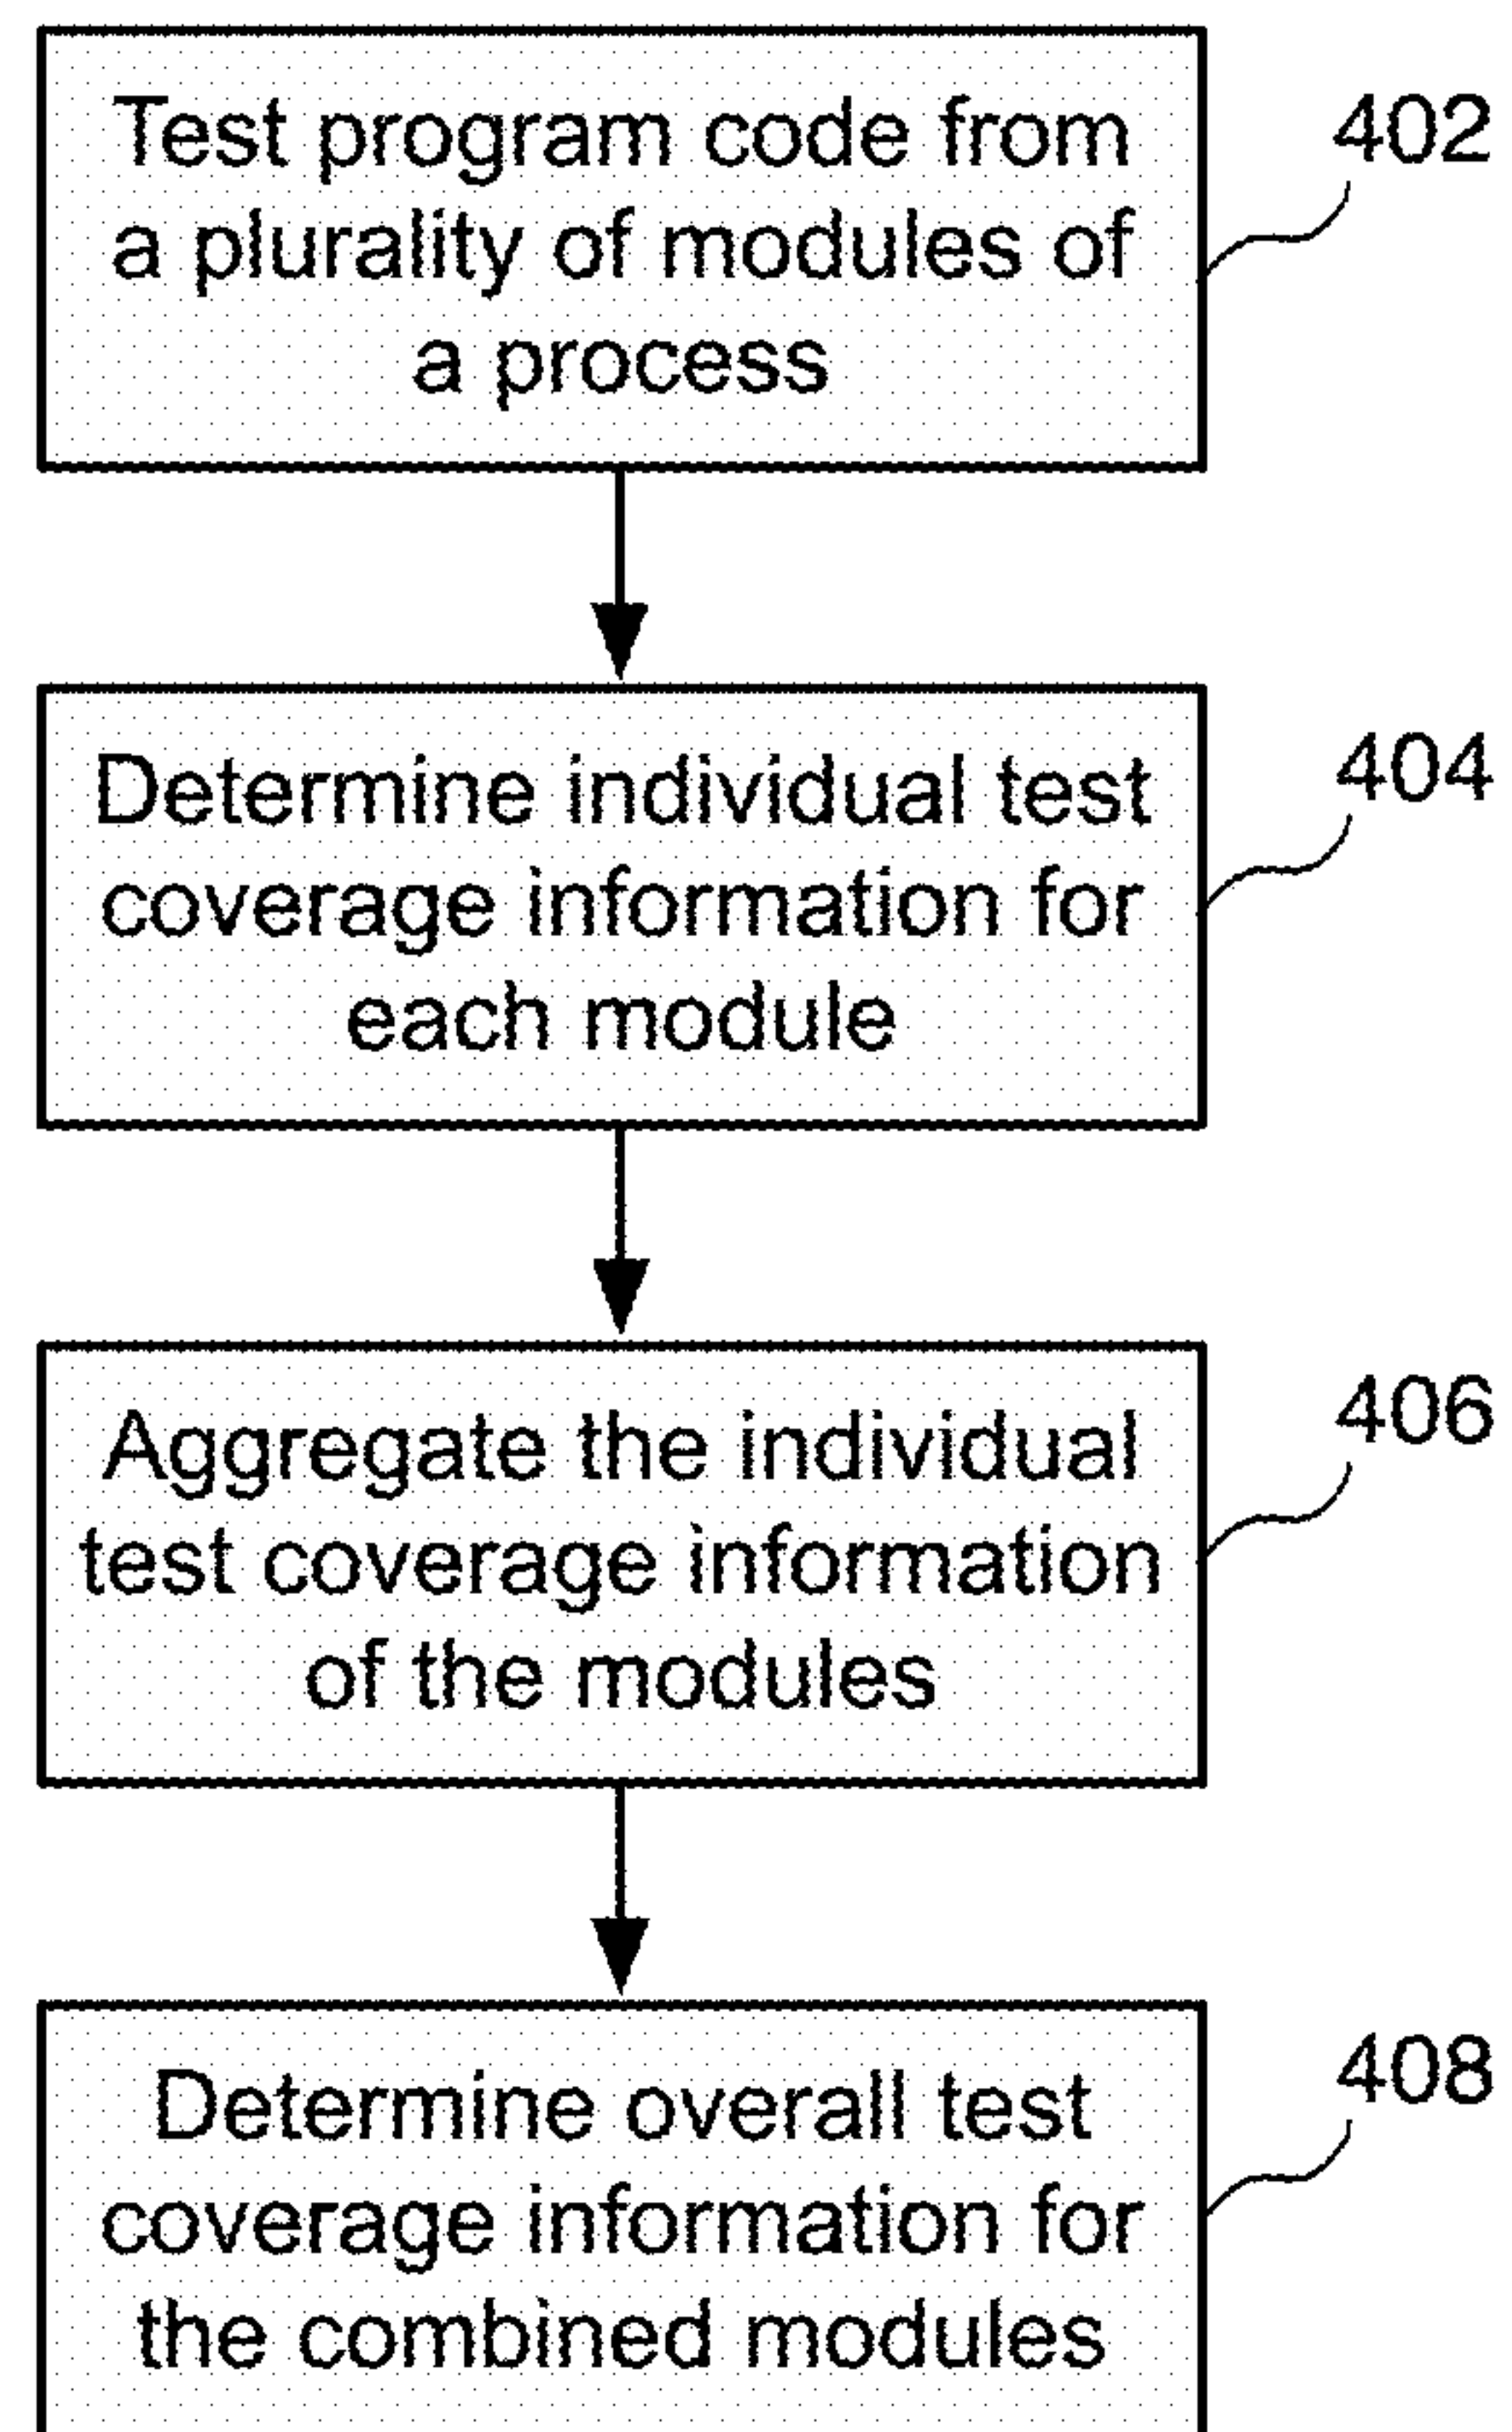 Test program code from
a plurality of modules of
a process
402
Determine individual test
coverage information for
each module
404
Aggregate the individual
test coverage information
of the modules
406
Determine overall test
coverage information for
the combined modules
408